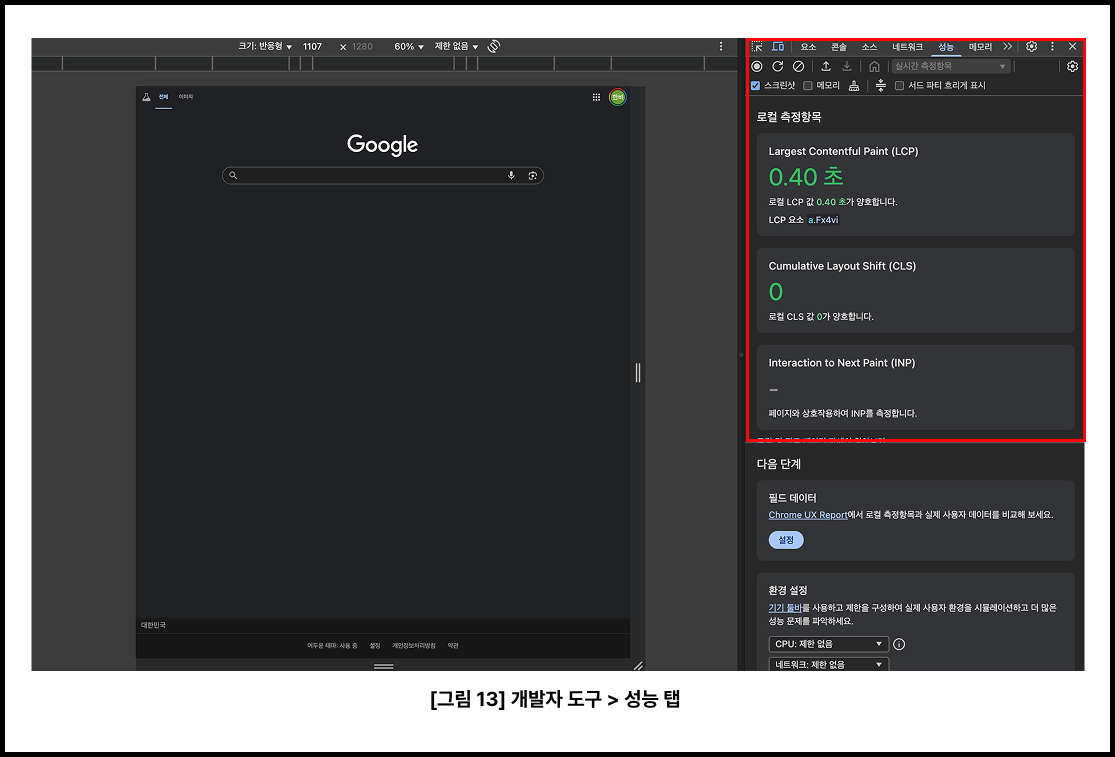 크기: 반응형 1107 × 1280 60% 제한 없음
전체 이미지
한비
Google
대한민국
어두운 테마: 사용 중 설정 개인정보처리방침 약관
요소 콘솔 소스 네트워크 성능 메모리
실시간 측정항목
스크린샷 메모리 서드 파티 흐리게 표시
로컬 측정항목
Largest Contentful Paint (LCP)
0.40 초
로컬 LCP 값 0.40 초가 양호합니다.
LCP 요소 a.Fx4vi
Cumulative Layout Shift (CLS)
0
로컬 CLS 값 0가 양호합니다.
Interaction to Next Paint (INP)
–
페이지와 상호작용하여 INP를 측정합니다.
다음 단계
필드 데이터
Chrome UX Report에서 로컬 측정항목과 실제 사용자 데이터를 비교해 보세요.
설정
환경 설정
기기 툴바를 사용하고 제한을 구성하여 실제 사용자 환경을 시뮬레이션하고 더 많은
성능 문제를 파악하세요.
CPU: 제한 없음
네트워크: 제한 없음
[그림 13] 개발자 도구 > 성능 탭